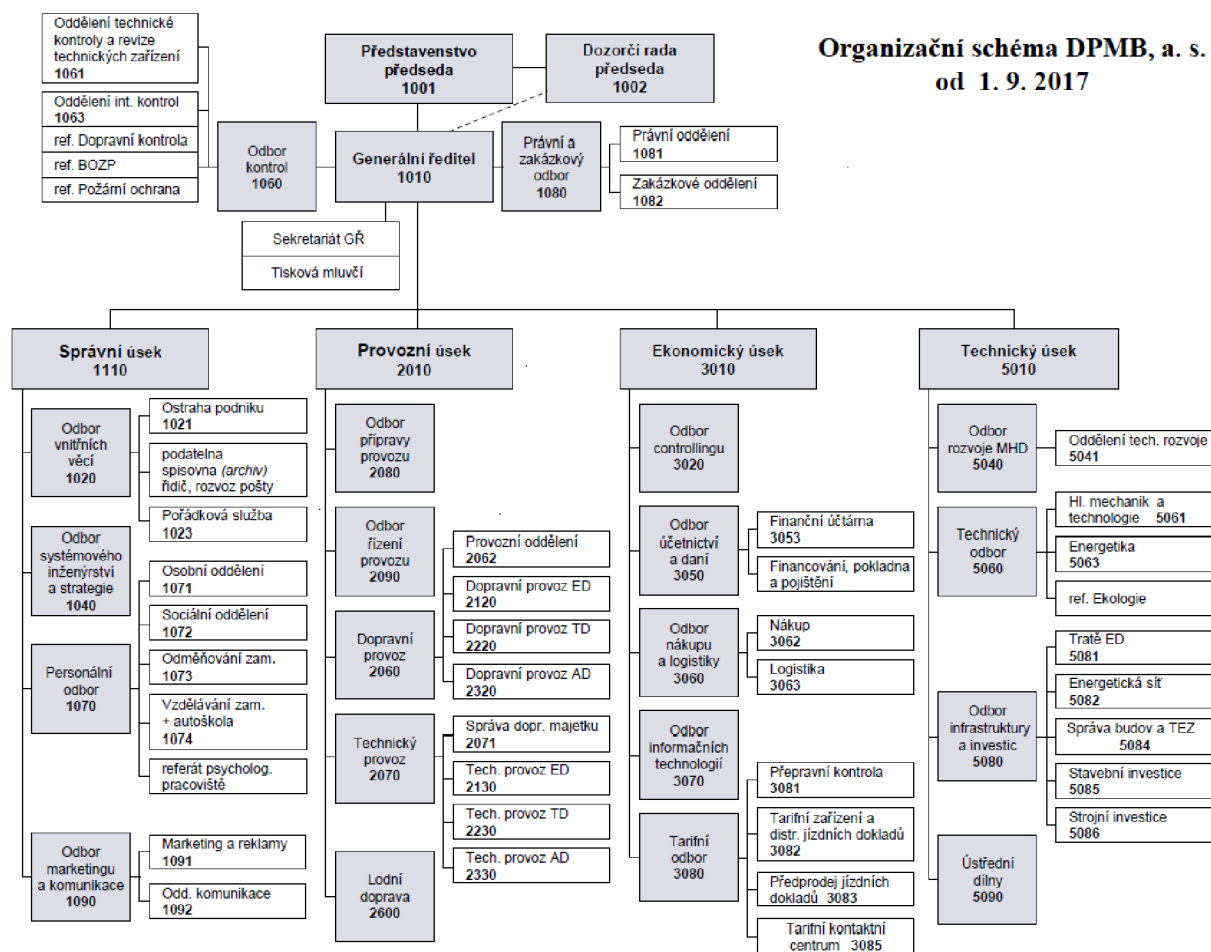 Organizační schéma DPMB, a. s.
od 1. 9. 2017
Oddělení technické
kontroly a revize
technických zařízení
1061
Oddělení int. kontrol
1063
ref. Dopravní kontrola
ref. BOZP
ref. Požární ochrana
Odbor
kontrol
1060
Představenstvo
předseda
1001
Dozorčí rada
předseda
1002
Generální ředitel
1010
Právní a
zakázkový
odbor
1080
Právní oddělení
1081
Zakázkové oddělení
1082
Sekretariát GŘ
Tisková mluvčí
Správní úsek
1110
Odbor
vnitřních
věcí
1020
Ostraha podniku
1021
podatelna
spisovna (archiv)
řidič, rozvoz pošty
Pořádková služba
1023
Odbor
systémového
inženýrství
a strategie
1040
Personální
odbor
1070
Osobní oddělení
1071
Sociální oddělení
1072
Odměňování zam.
1073
Vzdělávání zam.
+ autoškola
1074
referát psycholog.
pracoviště
Odbor
marketingu
a komunikace
1090
Marketing a reklamy
1091
Odd. komunikace
1092
Provozní úsek
2010
Odbor
přípravy
provozu
2080
Odbor
řízení
provozu
2090
Dopravní
provoz
2060
Provozní oddělení
2062
Dopravní provoz ED
2120
Dopravní provoz TD
2220
Dopravní provoz AD
2320
Technický
provoz
2070
Správa dopr. majetku
2071
Tech. provoz ED
2130
Tech. provoz TD
2230
Tech. provoz AD
2330
Lodní
doprava
2600
Ekonomický úsek
3010
Odbor
controllingu
3020
Odbor
účetnictví
a daní
3050
Finanční účtárna
3053
Financování, pokladna
a pojištění
Odbor
nákupu
a logistiky
3060
Nákup
3062
Logistika
3063
Odbor
informačních
technologií
3070
Tarifní
odbor
3080
Přepravní kontrola
3081
Tarifní zařízení a
distr. jízdních dokladů
3082
Předprodej jízdních
dokladů 3083
Tarifní kontaktní
centrum 3085
Technický úsek
5010
Odbor
rozvoje MHD
5040
Oddělení tech. rozvoje
5041
Technický
odbor
5060
Hl. mechanik a
technologie 5061
Energetika
5063
ref. Ekologie
Odbor
infrastruktury
a investic
5080
Tratě ED
5081
Energetická síť
5082
Správa budov a TEZ
5084
Stavební investice
5085
Strojní investice
5086
Ústřední
dílny
5090